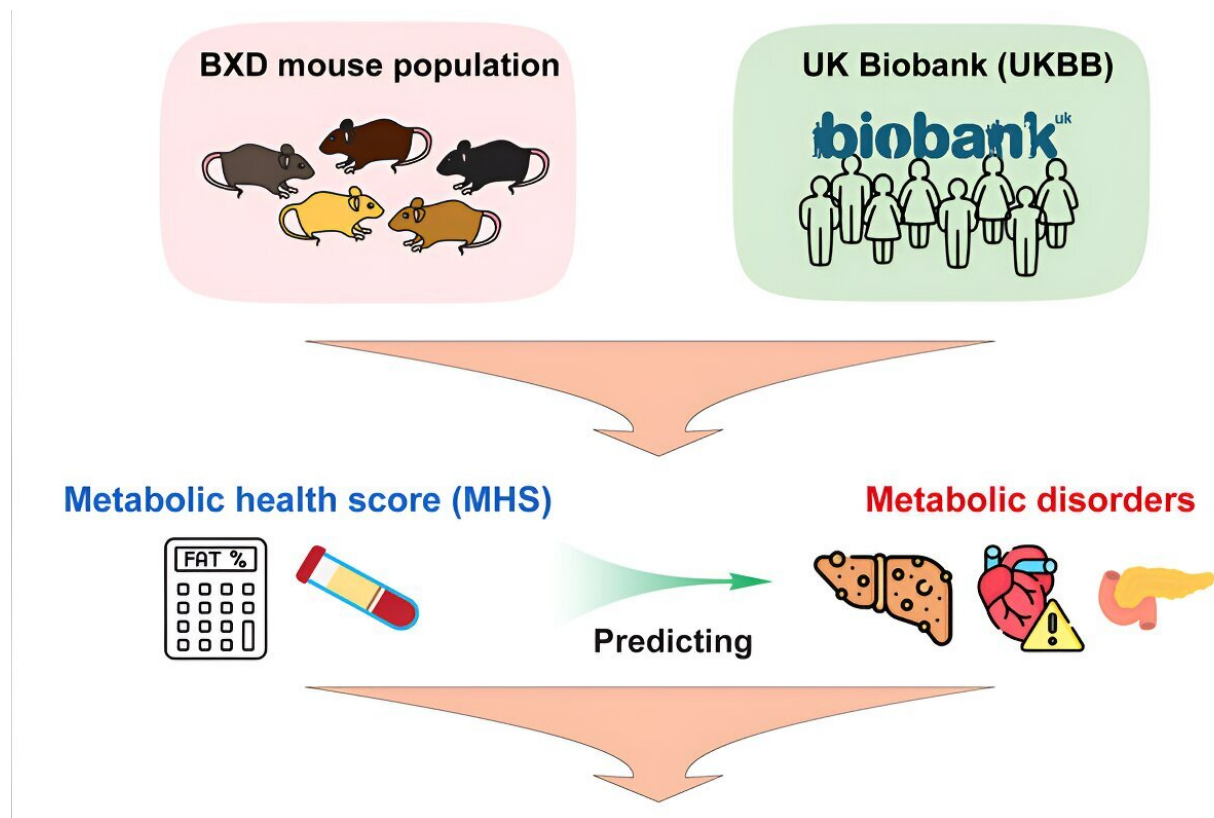 BXD mouse population
UK Biobank (UKBB)
biobank uk
Metabolic health score (MHS)
Metabolic disorders
FAT %
Predicting